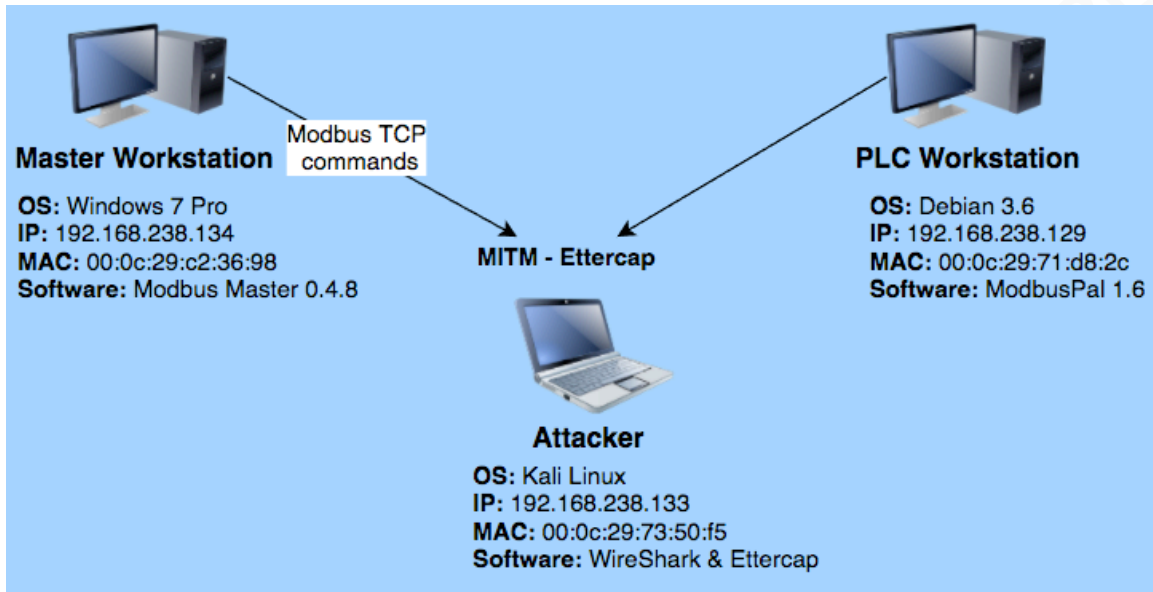 Modbus TCP
commands
Master Workstation
OS: Windows 7 Pro
IP: 192.168.238.134
MAC: 00:0c:29:c2:36:98
Software: Modbus Master 0.4.8
PLC Workstation
OS: Debian 3.6
IP: 192.168.238.129
MAC: 00:0c:29:71:d8:2c
Software: ModbusPal 1.6
MITM - Ettercap
Attacker
OS: Kali Linux
IP: 192.168.238.133
MAC: 00:0c:29:73:50:f5
Software: WireShark & Ettercap